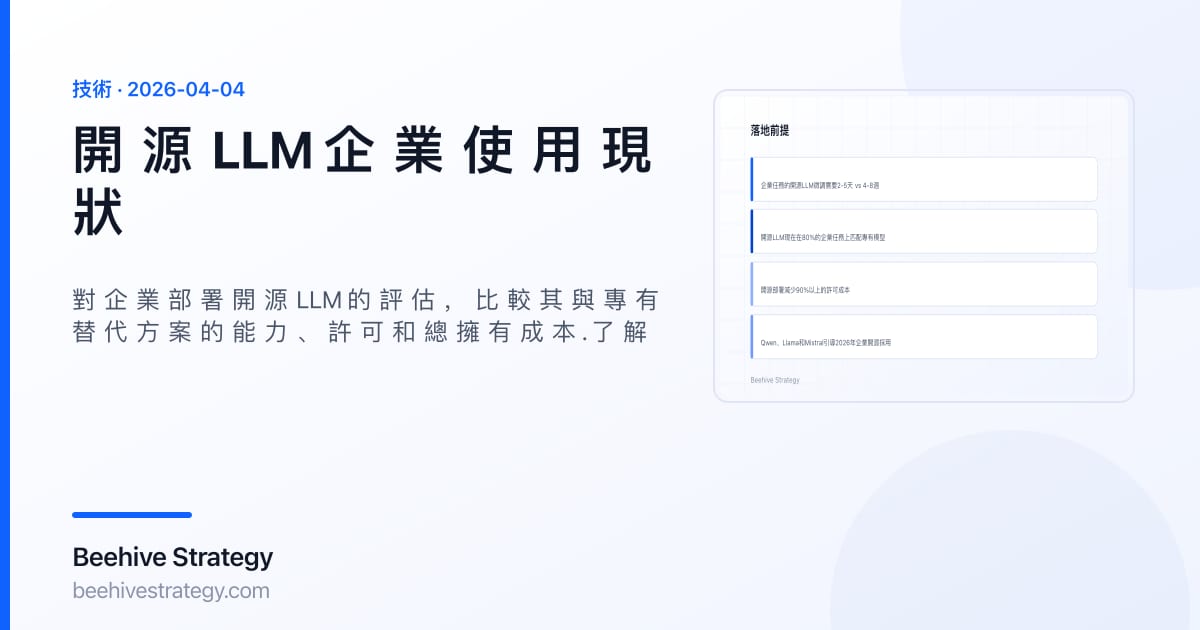 技術 · 2026-04-04
開源LLM企業使用現
狀
對企業部署開源LLM的評估，比較其與專有
替代方案的能力、許可和總擁有成本.了解
Beehive Strategy
beehivestrategy.com
落地前提
企業任務的開源LLM微調需要2-5天 vs 4-8週
開源LLM現在在80%的企業任務上匹配專有模型
開源部署減少90%以上的許可成本
Qwen、Llama和Mistral引導2026年企業開源採用
Beehive Strategy